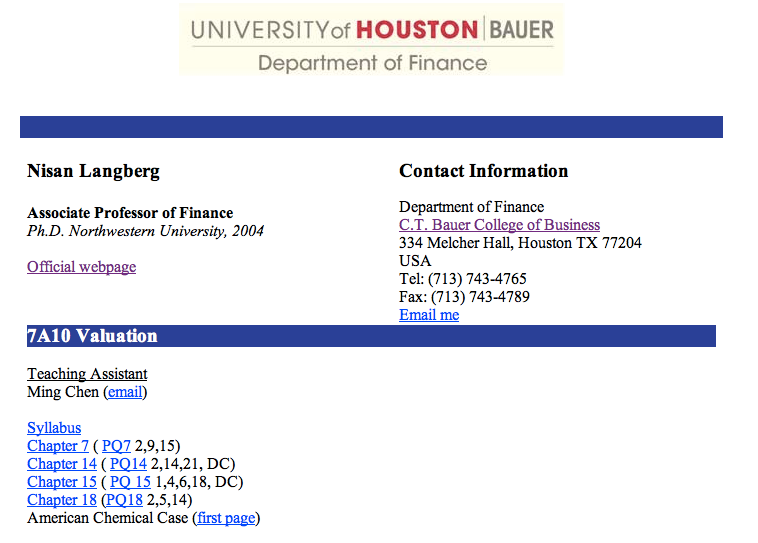 UNIVERSITYof HOUSTON | BAUER
Department of Finance
Nisan Langberg
Associate Professor of Finance
Ph.D. Northwestern University, 2004
Official webpage
Contact Information
Department of Finance
C.T. Bauer College of Business
334 Melcher Hall, Houston TX 77204
USA
Tel: (713) 743-4765
Fax: (713) 743-4789
Email me
7A10 Valuation
Teaching Assistant
Ming Chen (email)
Syllabus
Chapter 7 ( PQ7 2,9,15)
Chapter 14 ( PQ14 2,14,21, DC)
Chapter 15 ( PQ 15 1,4,6,18, DC)
Chapter 18 (PQ18 2,5,14)
American Chemical Case (first page)